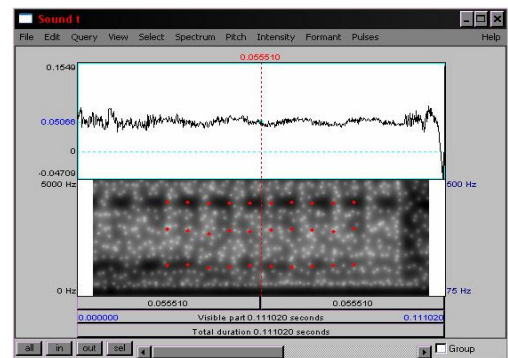 Sound t
File Edit Query View Select Spectrum Pitch Intensity Formant Pulses Help
0.055510
0.1549
0.05066
0
-0.04709
5000 Hz 500 Hz
0 Hz 75 Hz
0.055510 0.055510
0.000000 Visible part 0.111020 seconds 0.111020
Total duration 0.111020 seconds
all in out sel Group